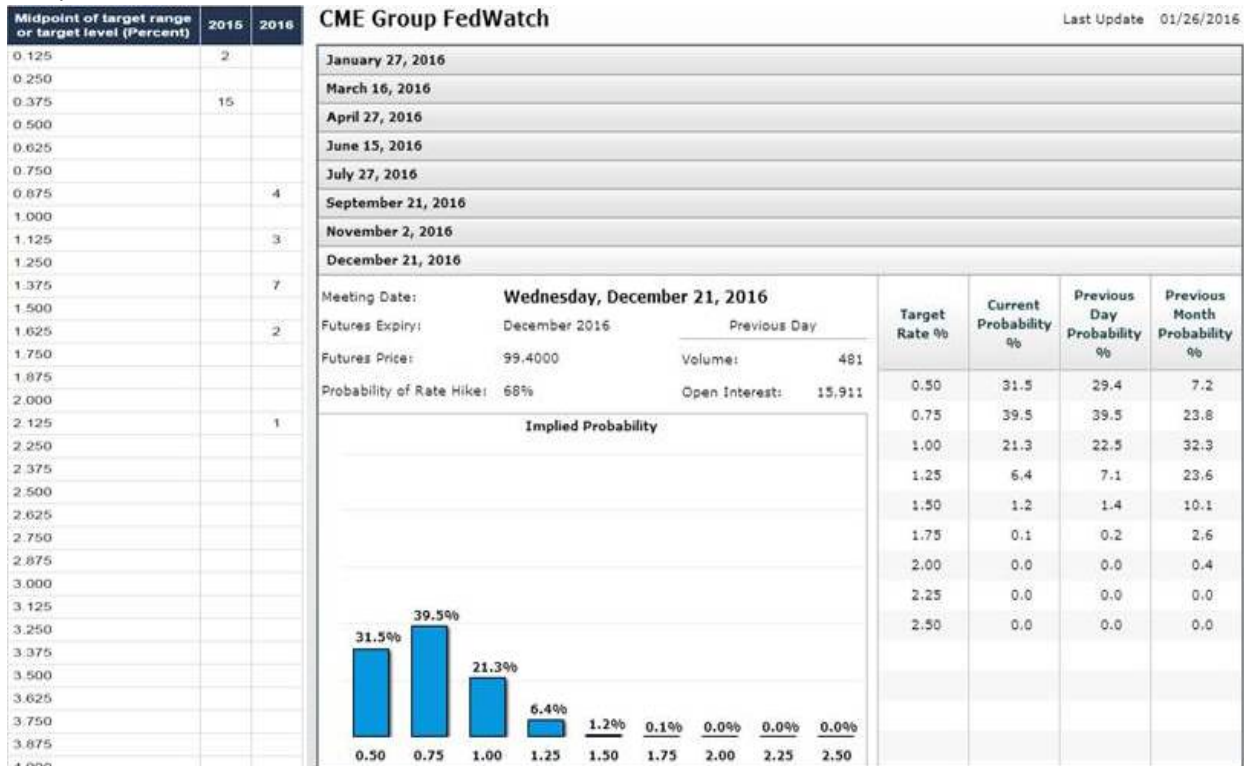 Midpoint of target range or target level (Percent) 2015 2016
0.125 2
0.250
0.375 15
0.500
0.625
0.750
0.875 4
1.000
1.125 3
1.250
1.375 7
1.500
1.625 2
1.750
1.875
2.000
2.125 1
2.250
2.375
2.500
2.625
2.750
2.875
3.000
3.125
3.250
3.375
3.500
3.625
3.750
3.875
CME Group FedWatch
Last Update 01/26/2016
January 27, 2016
March 16, 2016
April 27, 2016
June 15, 2016
July 27, 2016
September 21, 2016
November 2, 2016
December 21, 2016
Meeting Date: Wednesday, December 21, 2016
Futures Expiry: December 2016 Previous Day
Futures Price: 99.4000 Volume: 481
Probability of Rate Hike: 68% Open Interest: 15,911
Implied Probability
31.5% 39.5% 21.3% 6.4% 1.2% 0.1% 0.0% 0.0% 0.0%
0.50 0.75 1.00 1.25 1.50 1.75 2.00 2.25 2.50
Target Rate % Current Probability % Previous Day Probability % Previous Month Probability %
0.50 31.5 29.4 7.2
0.75 39.5 39.5 23.8
1.00 21.3 22.5 32.3
1.25 6.4 7.1 23.6
1.50 1.2 1.4 10.1
1.75 0.1 0.2 2.6
2.00 0.0 0.0 0.4
2.25 0.0 0.0 0.0
2.50 0.0 0.0 0.0